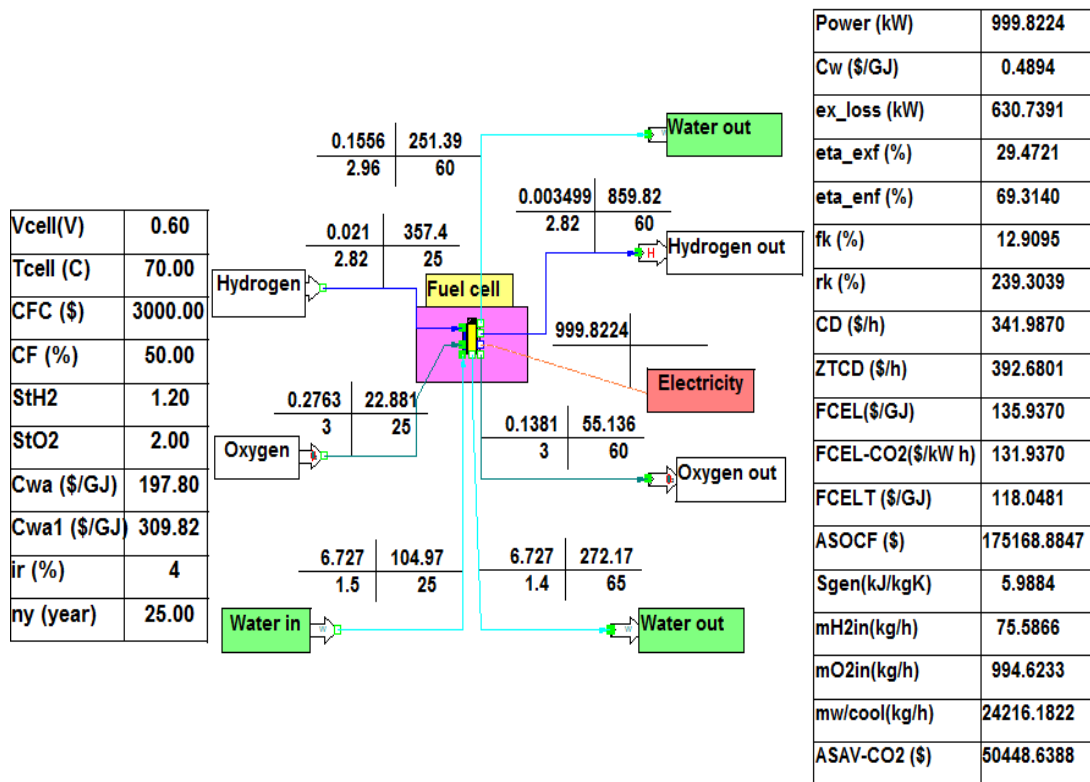 Vcell(V) 0.60
Tcell (C) 70.00
CFC ($) 3000.00
CF (%) 50.00
StH2 1.20
StO2 2.00
Cwa ($/GJ) 197.80
Cwa1 ($/GJ) 309.82
ir (%) 4
ny (year) 25.00
Water out
0.1556 251.39
2.96 60
0.003499 859.82
2.82 60
H Hydrogen out
0.021 357.4
2.82 25
Hydrogen
Fuel cell
999.8224
Electricity
0.2763 22.881
3 25
Oxygen
0.1381 55.136
3 60
Oxygen out
6.727 104.97
1.5 25
6.727 272.17
1.4 65
Water in w
w Water out
Power (kW) 999.8224
Cw ($/GJ) 0.4894
ex_loss (kW) 630.7391
eta_exf (%) 29.4721
eta_enf (%) 69.3140
fk (%) 12.9095
rk (%) 239.3039
CD ($/h) 341.9870
ZTCD ($/h) 392.6801
FCEL($/GJ) 135.9370
FCEL-CO2($/kW h) 131.9370
FCELT ($/GJ) 118.0481
ASOCF ($) 175168.8847
Sgen(kJ/kgK) 5.9884
mH2in(kg/h) 75.5866
mO2in(kg/h) 994.6233
mw/cool(kg/h) 24216.1822
ASAV-CO2 ($) 50448.6388